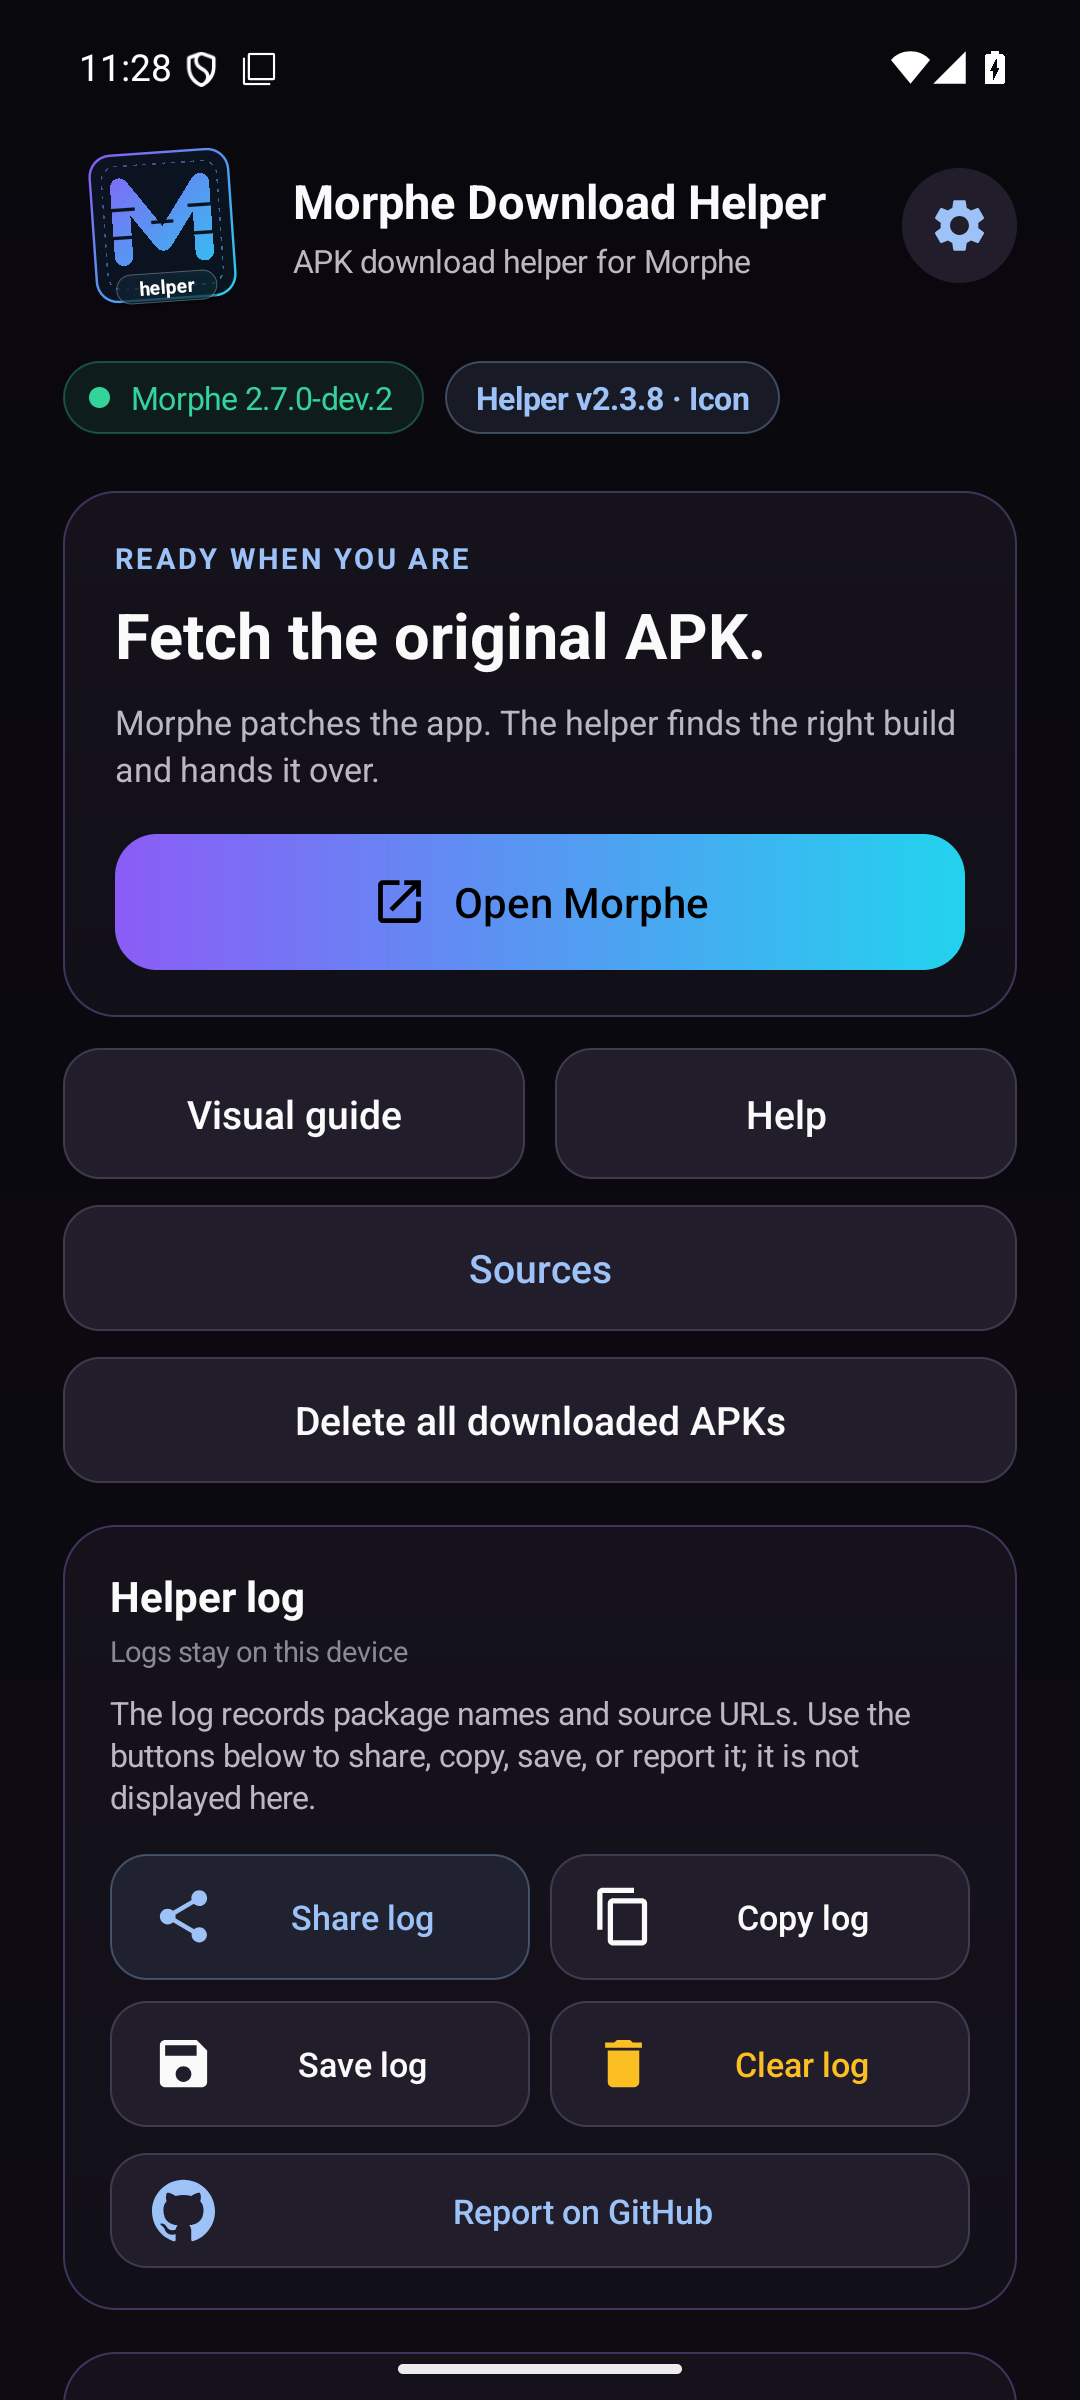 11:28
Morphe Download Helper
APK download helper for Morphe
helper
Morphe 2.7.0-dev.2
Helper v2.3.8 · Icon
READY WHEN YOU ARE
Fetch the original APK.
Morphe patches the app. The helper finds the right build
and hands it over.
Open Morphe
Visual guide
Help
Sources
Delete all downloaded APKs
Helper log
Logs stay on this device
The log records package names and source URLs. Use the
buttons below to share, copy, save, or report it; it is not
displayed here.
Share log
Copy log
Save log
Clear log
Report on GitHub